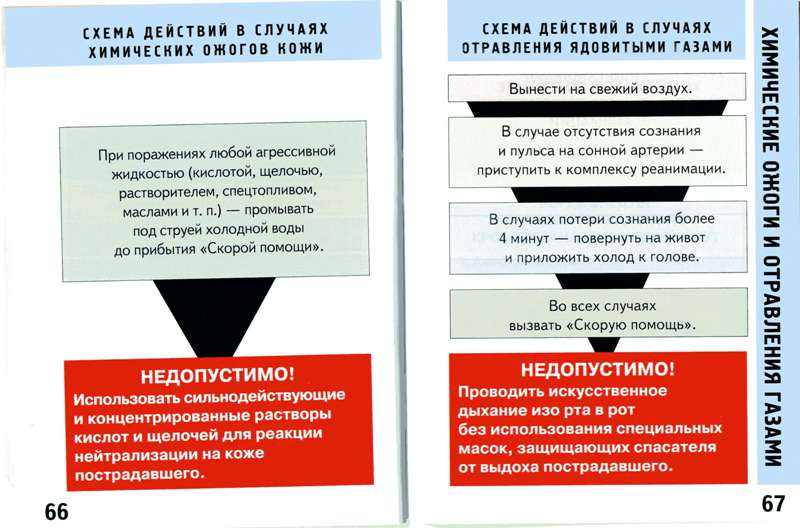 СХЕМА ДЕЙСТВИЙ В СЛУЧАЯХ
ХИМИЧЕСКИХ ОЖОГОВ КОЖИ
При поражениях любой агрессивной
жидкостью (кислотой, щелочью,
растворителем, спецтопливом,
маслами и т. п.) — промывать
под струей холодной воды
до прибытия «Скорой помощи».
НЕДОПУСТИМО!
Использовать сильнодействующие
и концентрированные растворы
кислот и щелочей для реакции
нейтрализации на коже
пострадавшего.
66
СХЕМА ДЕЙСТВИЙ В СЛУЧАЯХ
ОТРАВЛЕНИЯ ЯДОВИТЫМИ ГАЗАМИ
Вынести на свежий воздух.
В случае отсутствия сознания
и пульса на сонной артерии —
приступить к комплексу реанимации.
В случаях потери сознания более
4 минут — повернуть на живот
и приложить холод к голове.
Во всех случаях
вызвать «Скорую помощь».
НЕДОПУСТИМО!
Проводить искусственное
дыхание изо рта в рот
без использования специальных
масок, защищающих спасателя
от выдоха пострадавшего.
67
ХИМИЧЕСКИЕ ОЖОГИ И ОТРАВЛЕНИЯ ГАЗАМИ